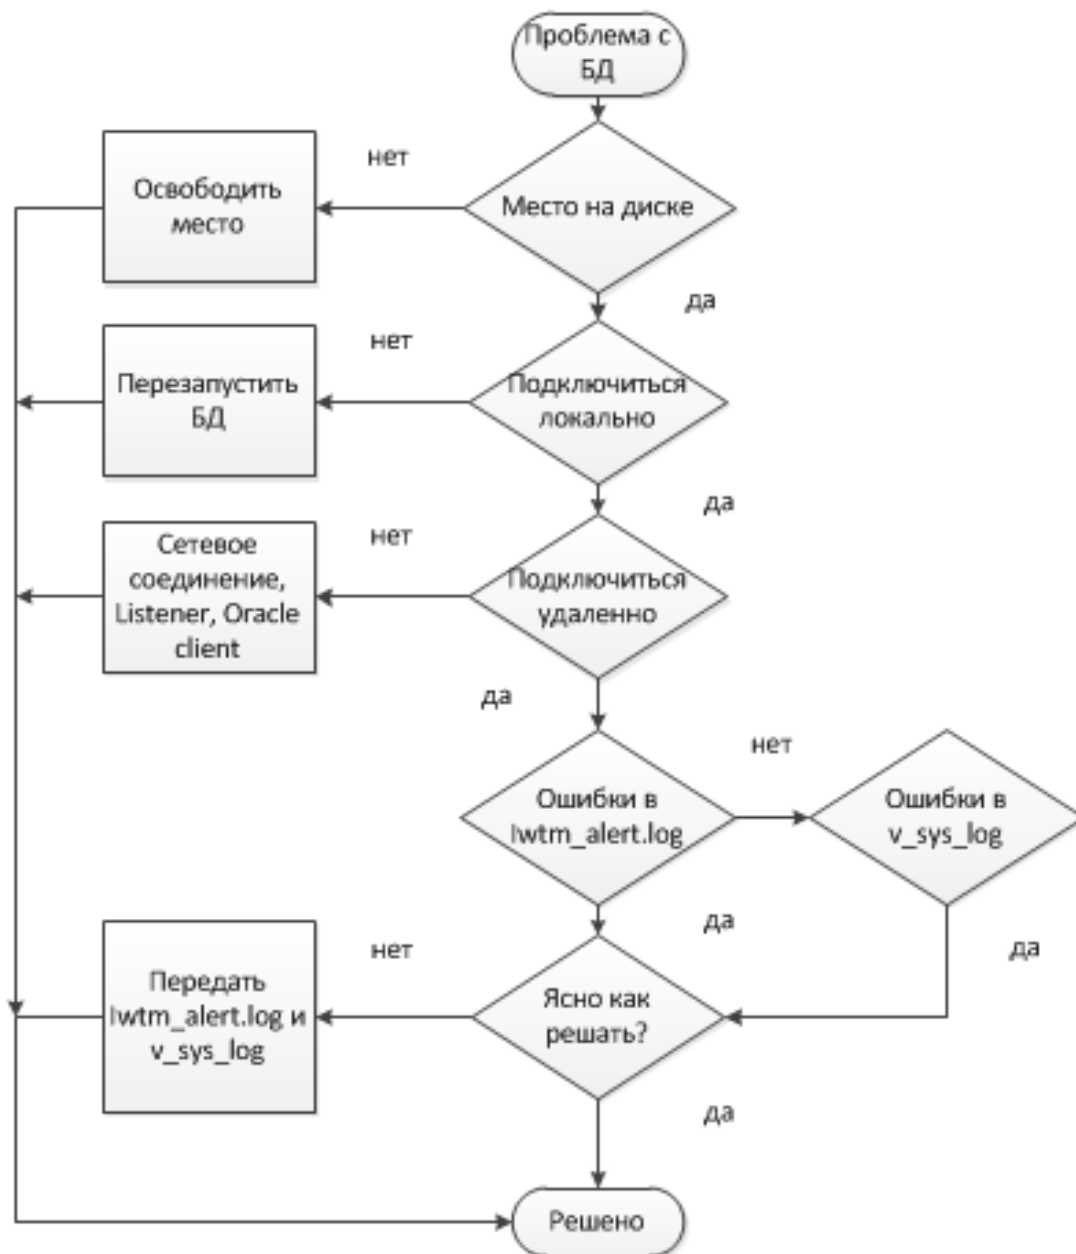 Проблема с
БД
нет
Освободить
место
Место на диске
да
нет
Перезапустить
БД
Подключиться
локально
да
нет
Сетевое
соединение,
Listener, Oracle
client
Подключиться
удаленно
да
нет
Ошибки в
Iwtm_alert.log
Ошибки в
v_sys_log
да
да
нет
Передать
Iwtm_alert.log и
v_sys_log
Ясно как
решать?
да
Решено